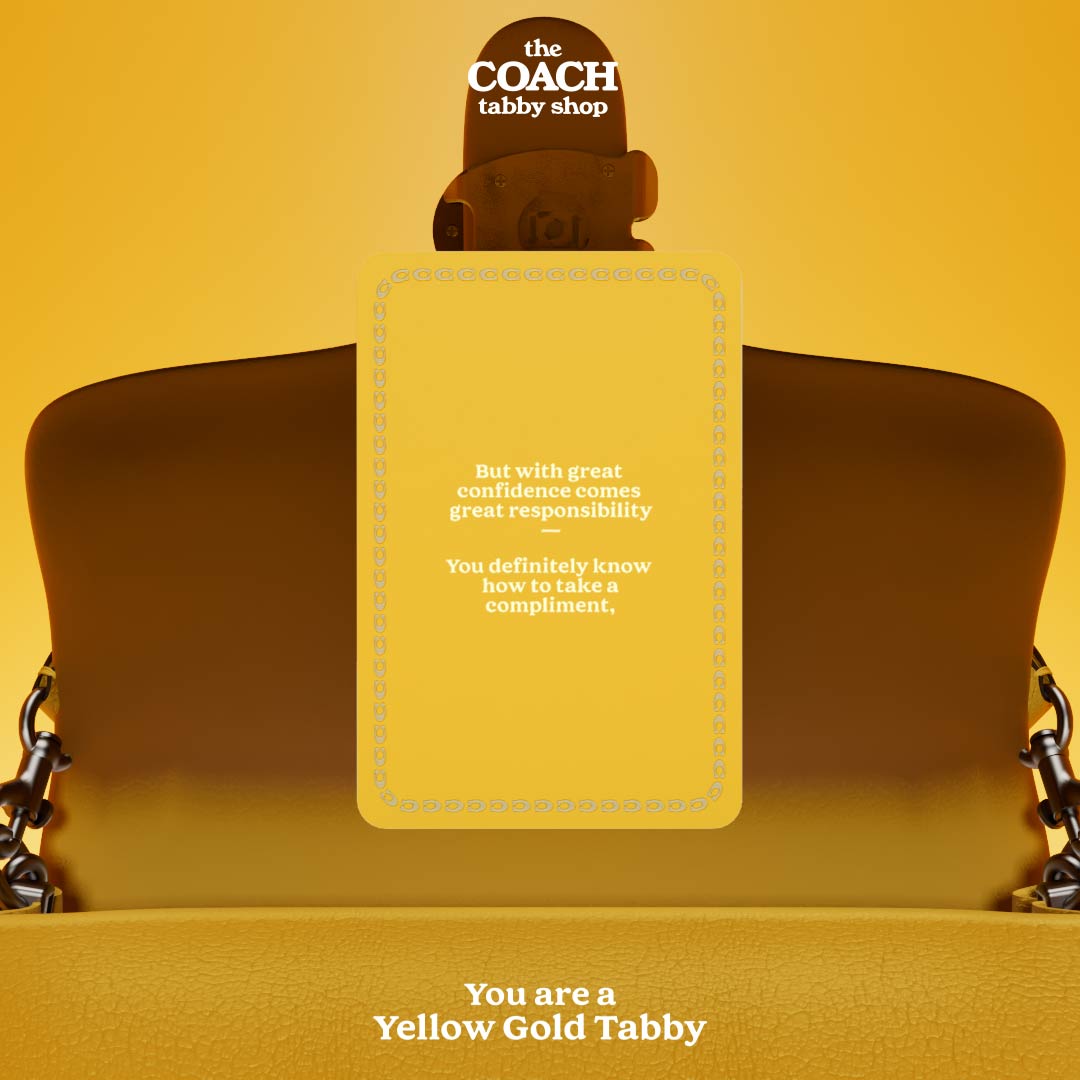 the
COACH
tabby shop
But with great
confidence comes
great responsibility
—
You definitely know
how to take a
compliment,
You are a
Yellow Gold Tabby